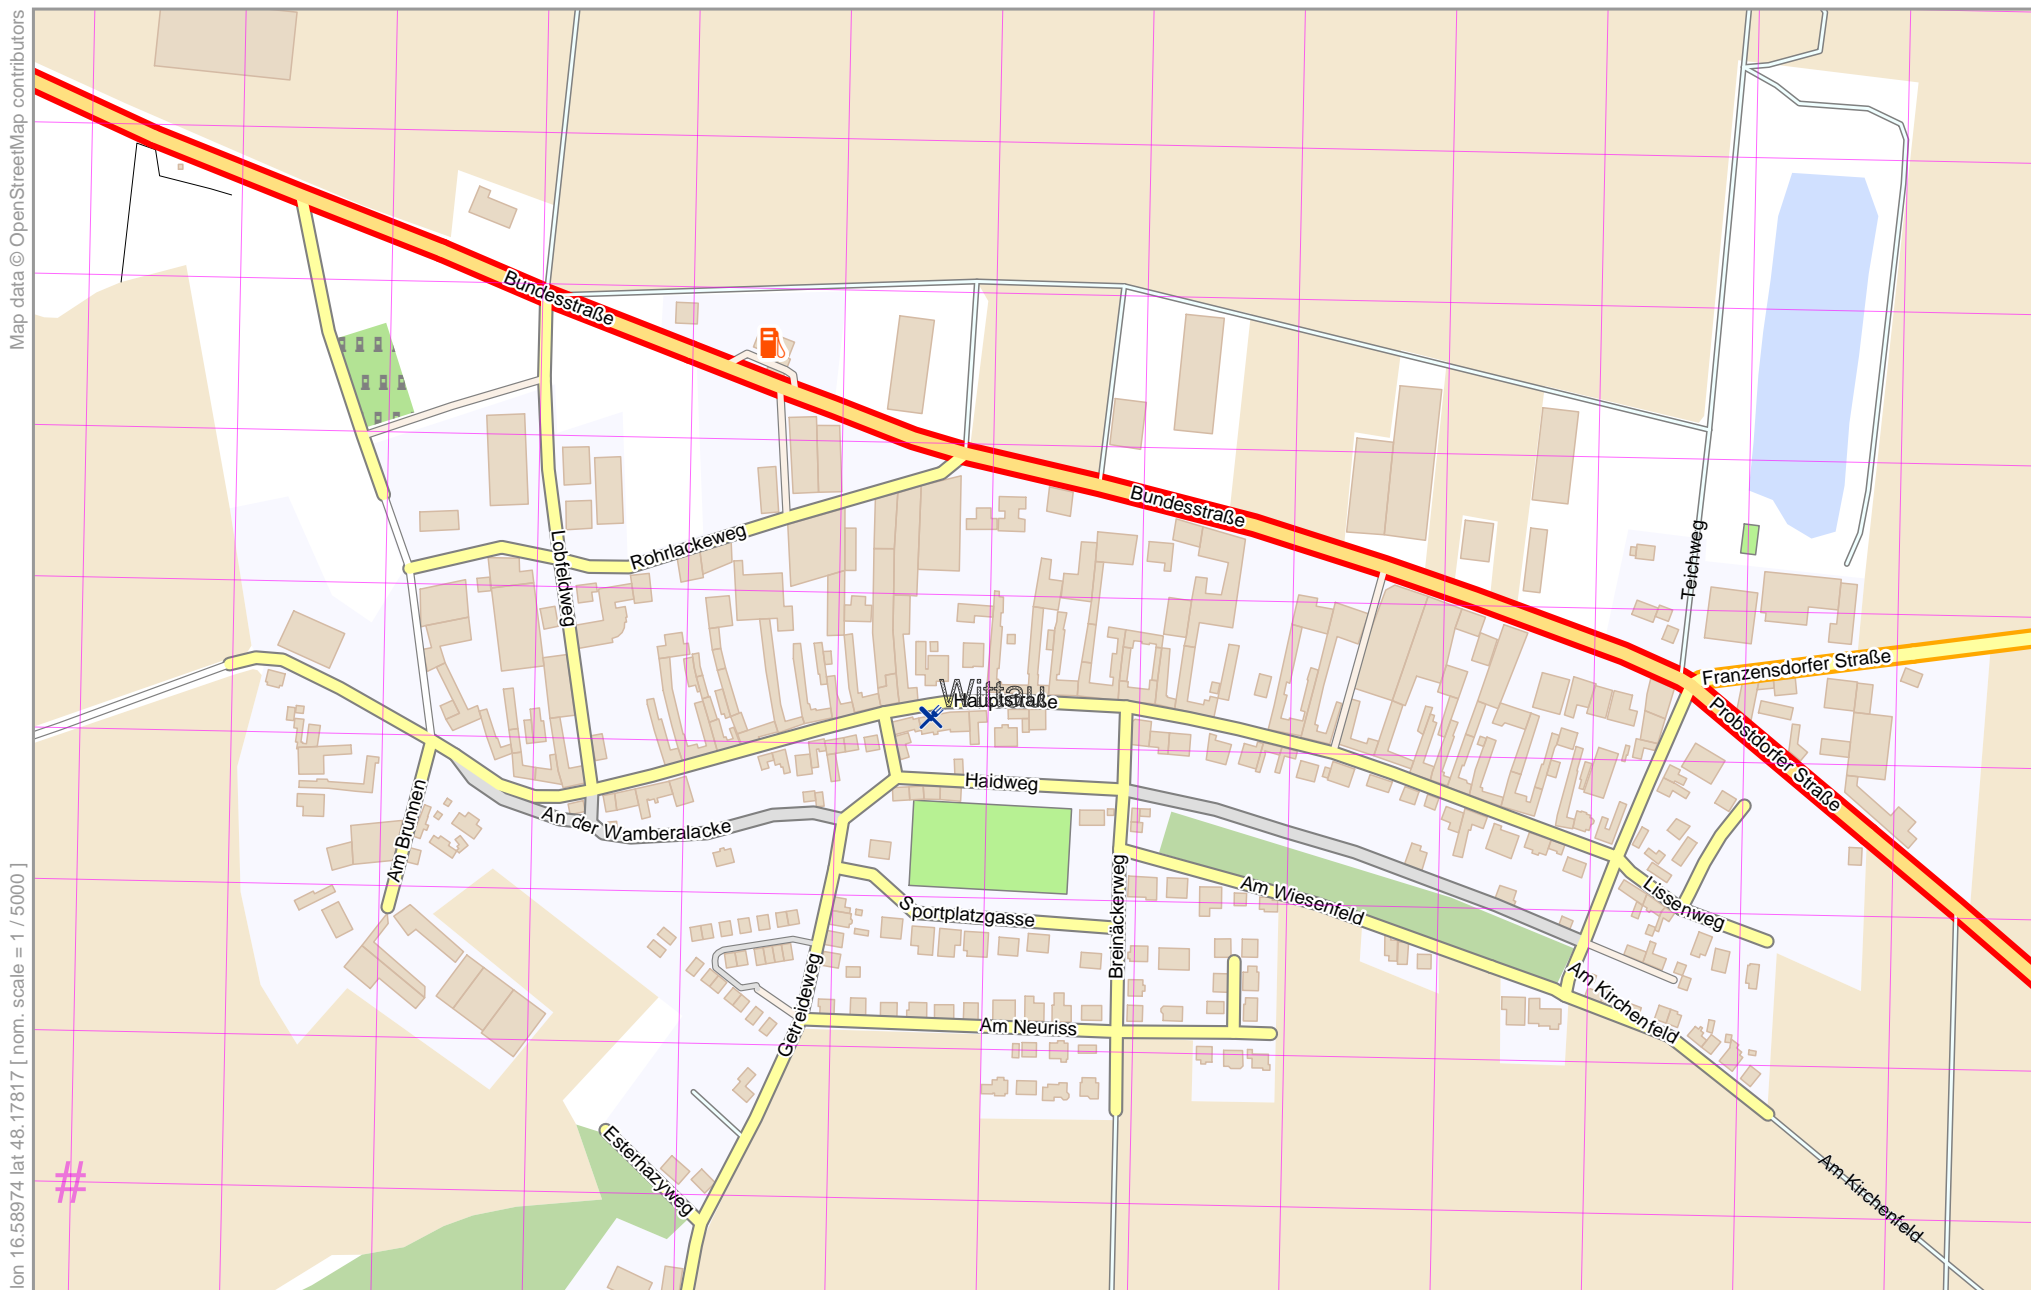 Map data © OpenStreetMap contributors
Bundesstraße
Bundesstraße
Teichweg
Rohrlackeweg
Lobfeldweg
Franzensdorfer Straße
Wittau
Hauptstraße
Probstdorfer Straße
Haidweg
Am Brunnen
An der Wamberalacke
Lissenweg
Am Wiesenfeld
Sportplatzgasse
Breinäckerweg
Getreideweg
Am Neuriss
Am Kirchenfeld
Esterhazyweg
Am Kirchenfeld
#
lon 16.58974 lat 48.17817 [ nom. scale = 1 / 5000 ]